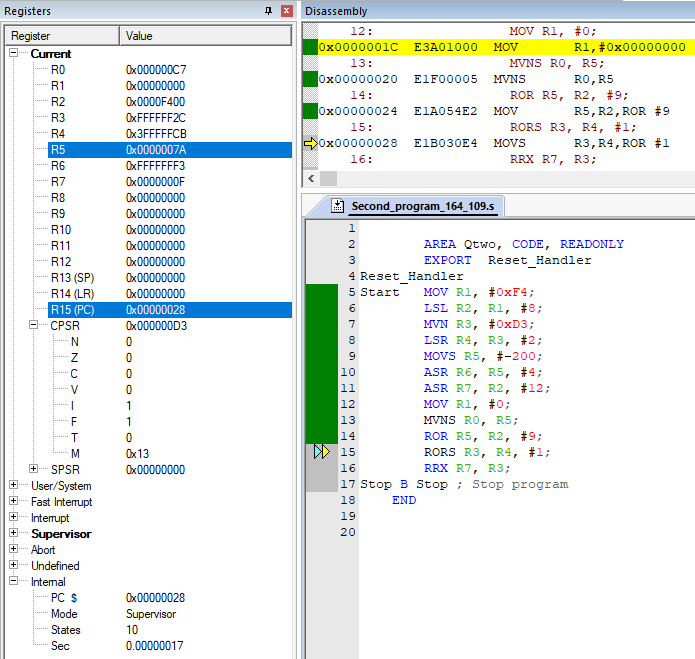 Registers
Register Value
Current
R0 0x000000C7
R1 0x00000000
R2 0x0000F400
R3 0xFFFFFF2C
R4 0x3FFFFFCB
R5 0x0000007A
R6 0xFFFFFFF3
R7 0x0000000F
R8 0x00000000
R9 0x00000000
R10 0x00000000
R11 0x00000000
R12 0x00000000
R13 (SP) 0x00000000
R14 (LR) 0x00000000
R15 (PC) 0x00000028
CPSR 0x000000D3
N 0
Z 0
C 0
V 0
I 1
F 1
T 0
M 0x13
SPSR 0x00000000
User/System
Fast Interrupt
Interrupt
Supervisor
Abort
Undefined
Internal
PC $ 0x00000028
Mode Supervisor
States 10
Sec 0.00000017
Disassembly
12: MOV R1, #0;
0x0000001C E3A01000 MOV R1,#0x00000000
13: MVNS R0, R5;
0x00000020 E1F00005 MVNS R0,R5
14: ROR R5, R2, #9;
0x00000024 E1A054E2 MOV R5,R2,ROR #9
15: RORS R3, R4, #1;
0x00000028 E1B030E4 MOVS R3,R4,ROR #1
16: RRX R7, R3;
Second_program_164_109.s
1
2 AREA Qtwo, CODE, READONLY
3 EXPORT Reset_Handler
4 Reset_Handler
5 Start MOV R1, #0xF4;
6 LSL R2, R1, #8;
7 MVN R3, #0xD3;
8 LSR R4, R3, #2;
9 MOVS R5, #-200;
10 ASR R6, R5, #4;
11 ASR R7, R2, #12;
12 MOV R1, #0;
13 MVNS R0, R5;
14 ROR R5, R2, #9;
15 RORS R3, R4, #1;
16 RRX R7, R3;
17 Stop B Stop ; Stop program
18 END
19
20